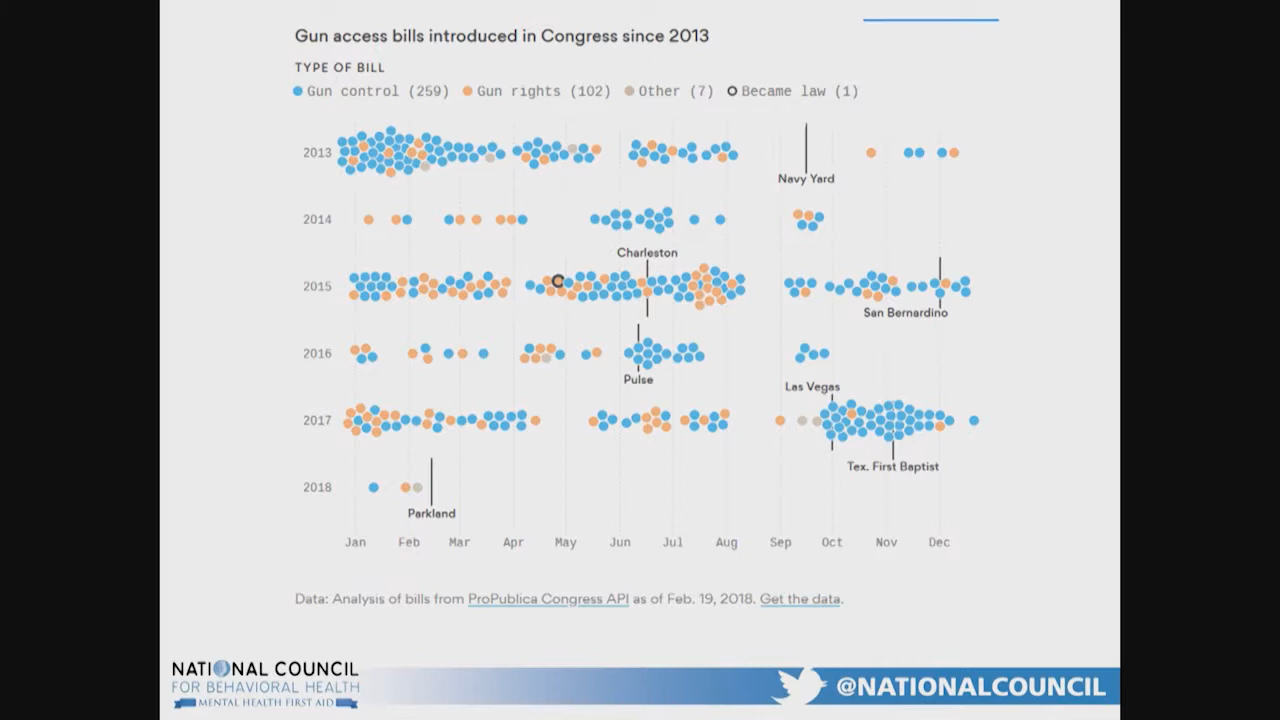 Gun access bills introduced in Congress since 2013
TYPE OF BILL
Gun control (259) Gun rights (102) Other (7) Became law (1)
2013
Navy Yard
2014
Charleston
2015
San Bernardino
2016
Pulse
Las Vegas
2017
Tex. First Baptist
2018
Parkland
Jan Feb Mar Apr May Jun Jul Aug Sep Oct Nov Dec
Data: Analysis of bills from ProPublica Congress API as of Feb. 19, 2018. Get the data.
NATIONAL COUNCIL
FOR BEHAVIORAL HEALTH
MENTAL HEALTH FIRST AID
@NATIONALCOUNCIL